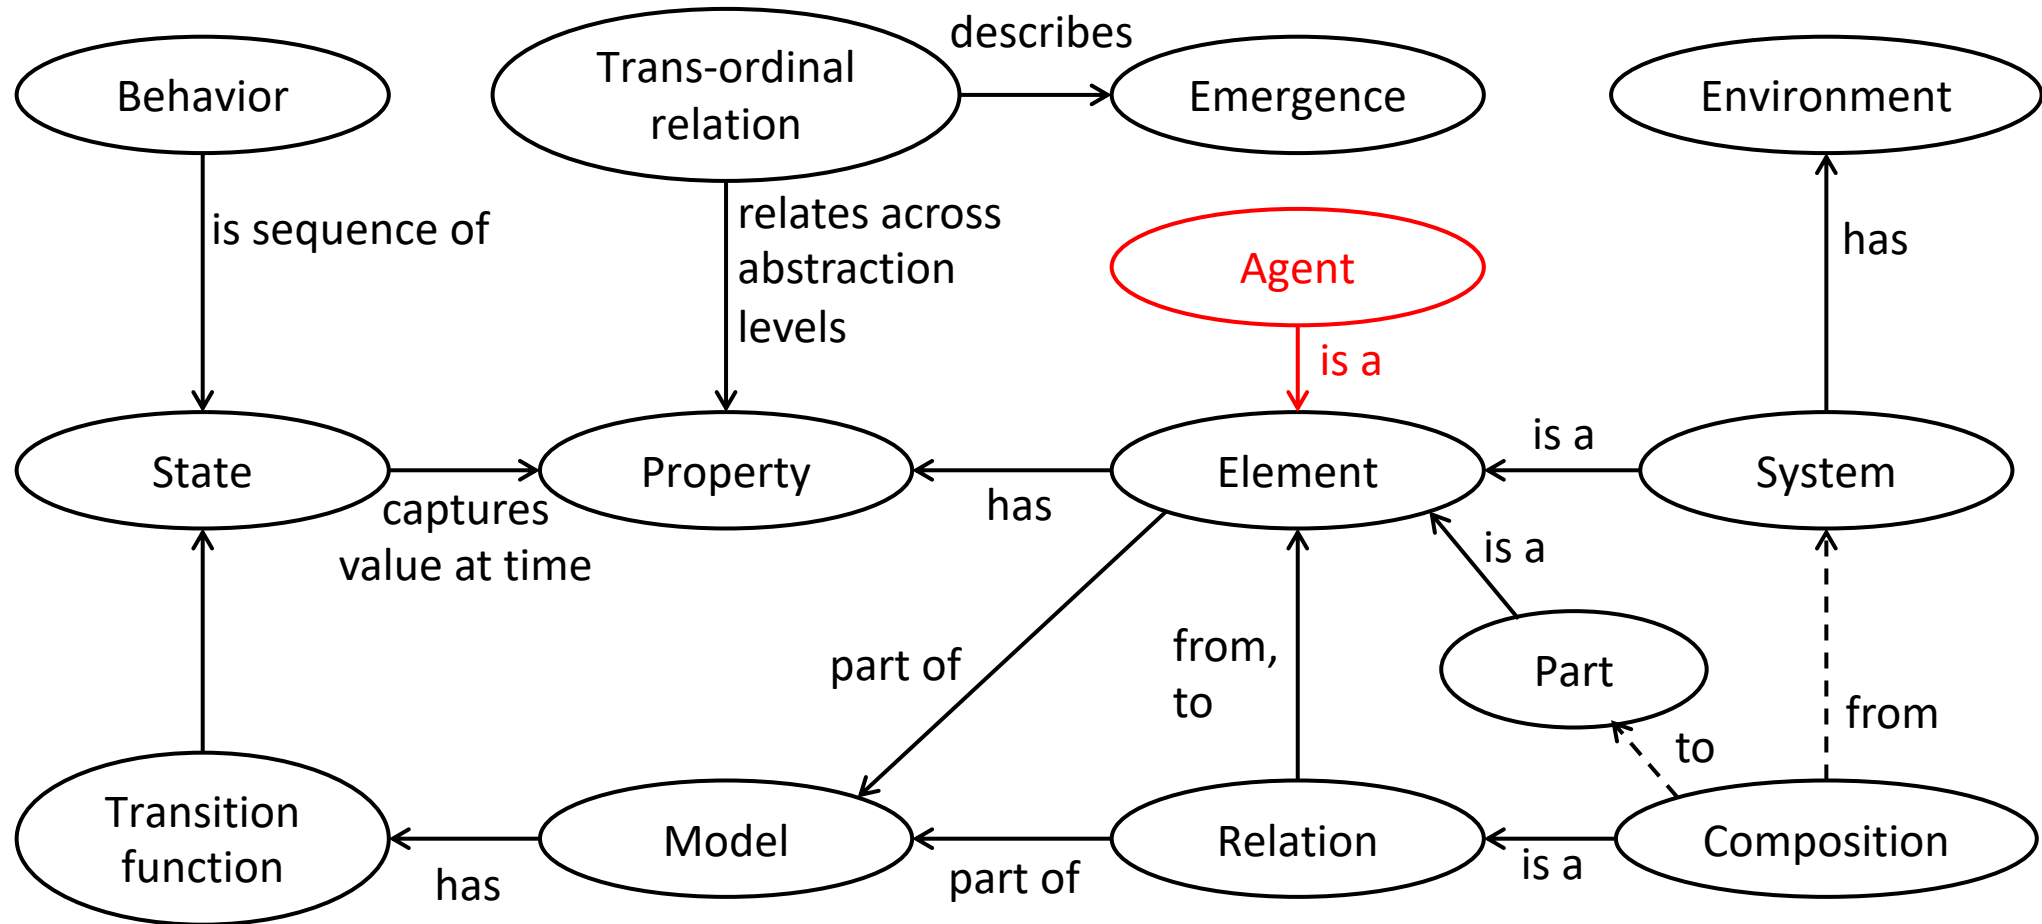 describes
Behavior
Trans-ordinal
relation
Emergence
Environment
is sequence of
relates across
abstraction
levels
Agent
has
is a
is a
State
Property
Element
System
captures
value at time
has
is a
part of
from,
to
Part
from
to
Transition
function
Model
Relation
Composition
has
part of
is a